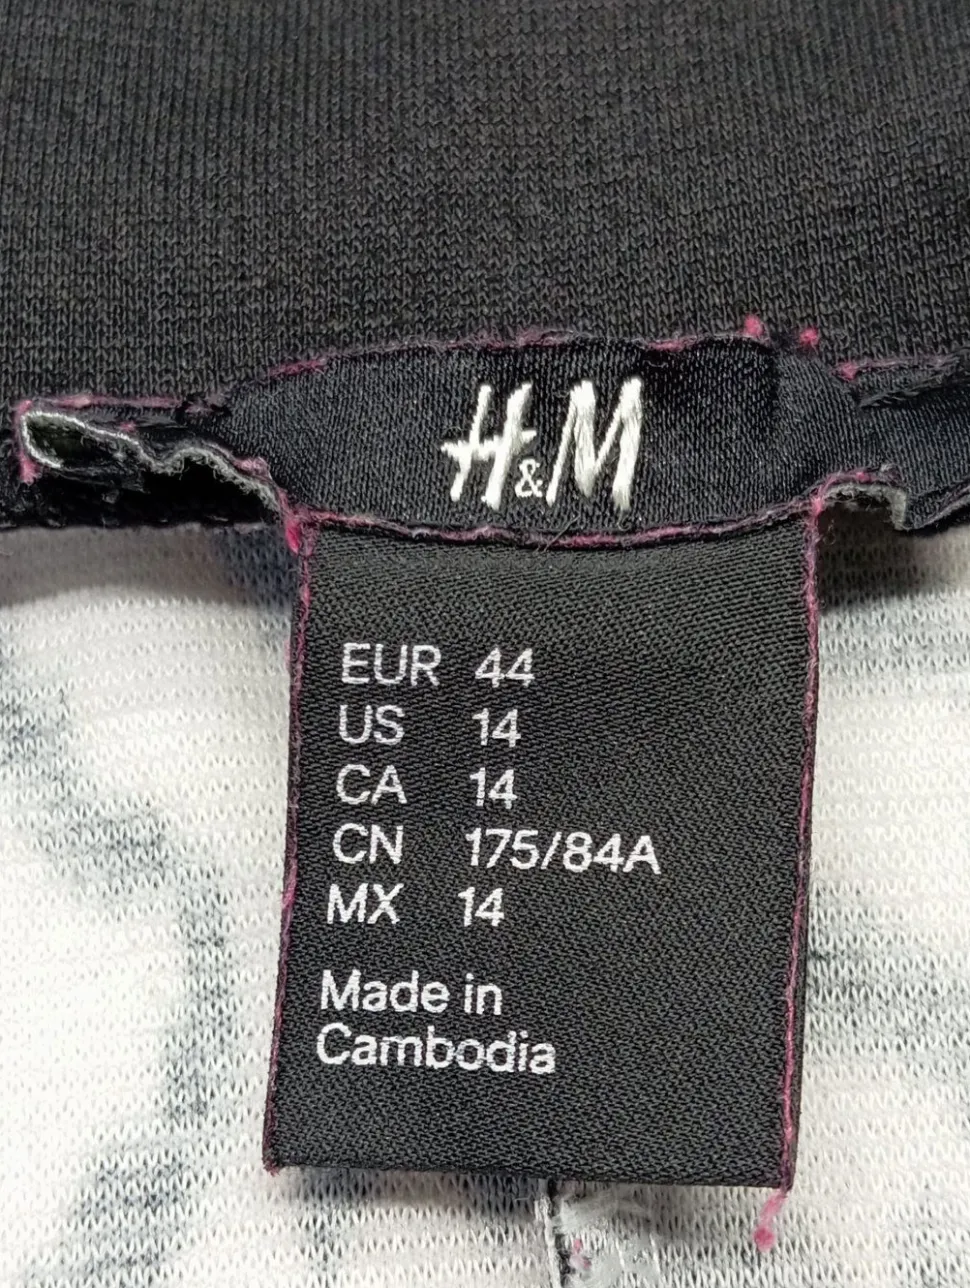 H&M
EUR 44
US 14
CA 14
CN 175/84A
MX 14
Made in
Cambodia